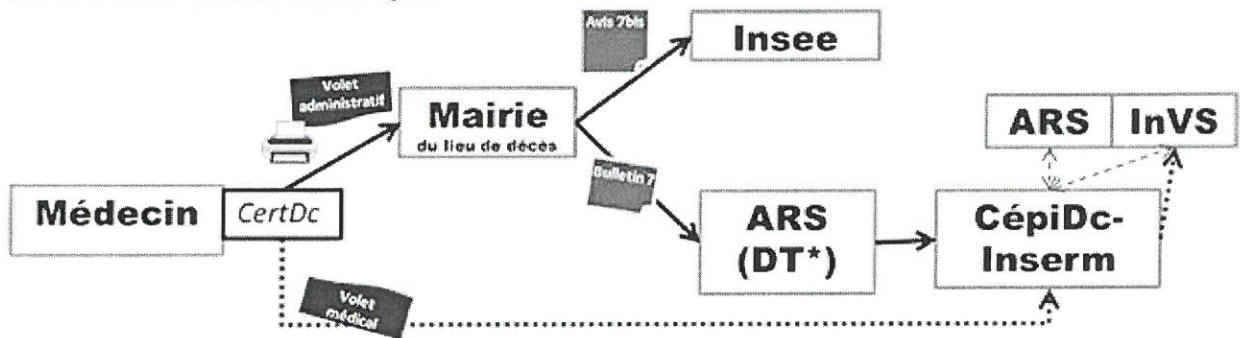 Avis 7bis
Insee
Volet
administratif
Mairie
du lieu de décès
ARS InVS
Bulletin 7
Médecin CertDc
ARS
(DT*)
CépiDc-
Inserm
Volet
médical